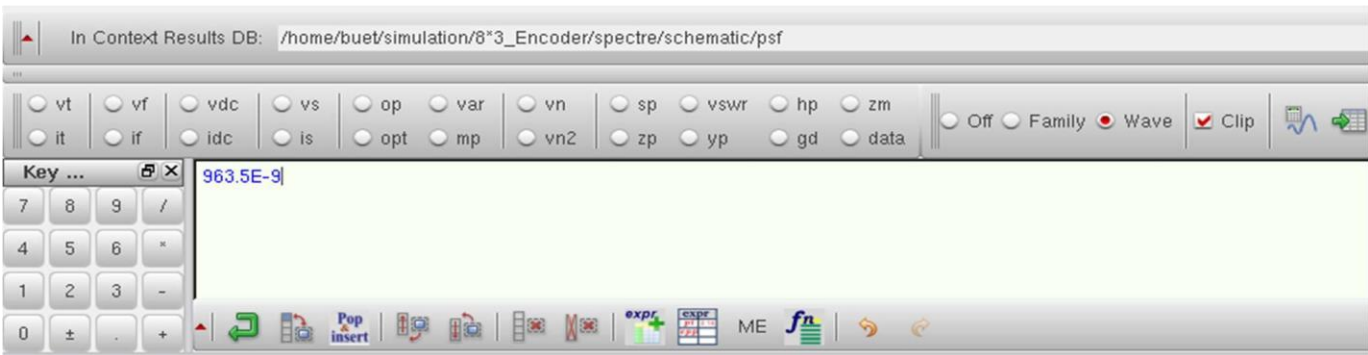 In Context Results DB: /home/buet/simulation/8*3_Encoder/spectre/schematic/psf
vt vf vdc vs op var vn sp vswr hp zm
it if idc is opt mp vn2 zp yp gd data
Off Family Wave Clip
Key ...
963.5E-9
7 8 9 /
4 5 6 *
1 2 3 -
0 ± . +
Pop
&
insert
expr
expr
ME
fn